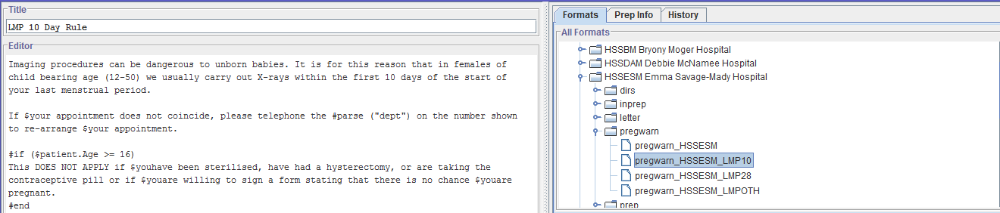 Title
LMP 10 Day Rule
Editor
Imaging procedures can be dangerous to unborn babies. It is for this reason that in females of
child bearing age (12-50) we usually carry out X-rays within the first 10 days of the start of
your last menstrual period.
If $your appointment does not coincide, please telephone the #parse ("dept") on the number shown
to re-arrange $your appointment.
#if ($patient.Age >= 16)
This DOES NOT APPLY if $youhave been sterilised, have had a hysterectomy, or are taking the
contraceptive pill or if $youare willing to sign a form stating that there is no chance $youare
pregnant.
#end
Formats
Prep Info
History
All Formats
HSSBM Bryony Moger Hospital
HSSDAM Debbie McNamee Hospital
HSSESM Emma Savage-Mady Hospital
dirs
inprep
letter
pregwarn
pregwarn_HSSESM
pregwarn_HSSESM_LMP10
pregwarn_HSSESM_LMP28
pregwarn_HSSESM_LMPOTH
prep